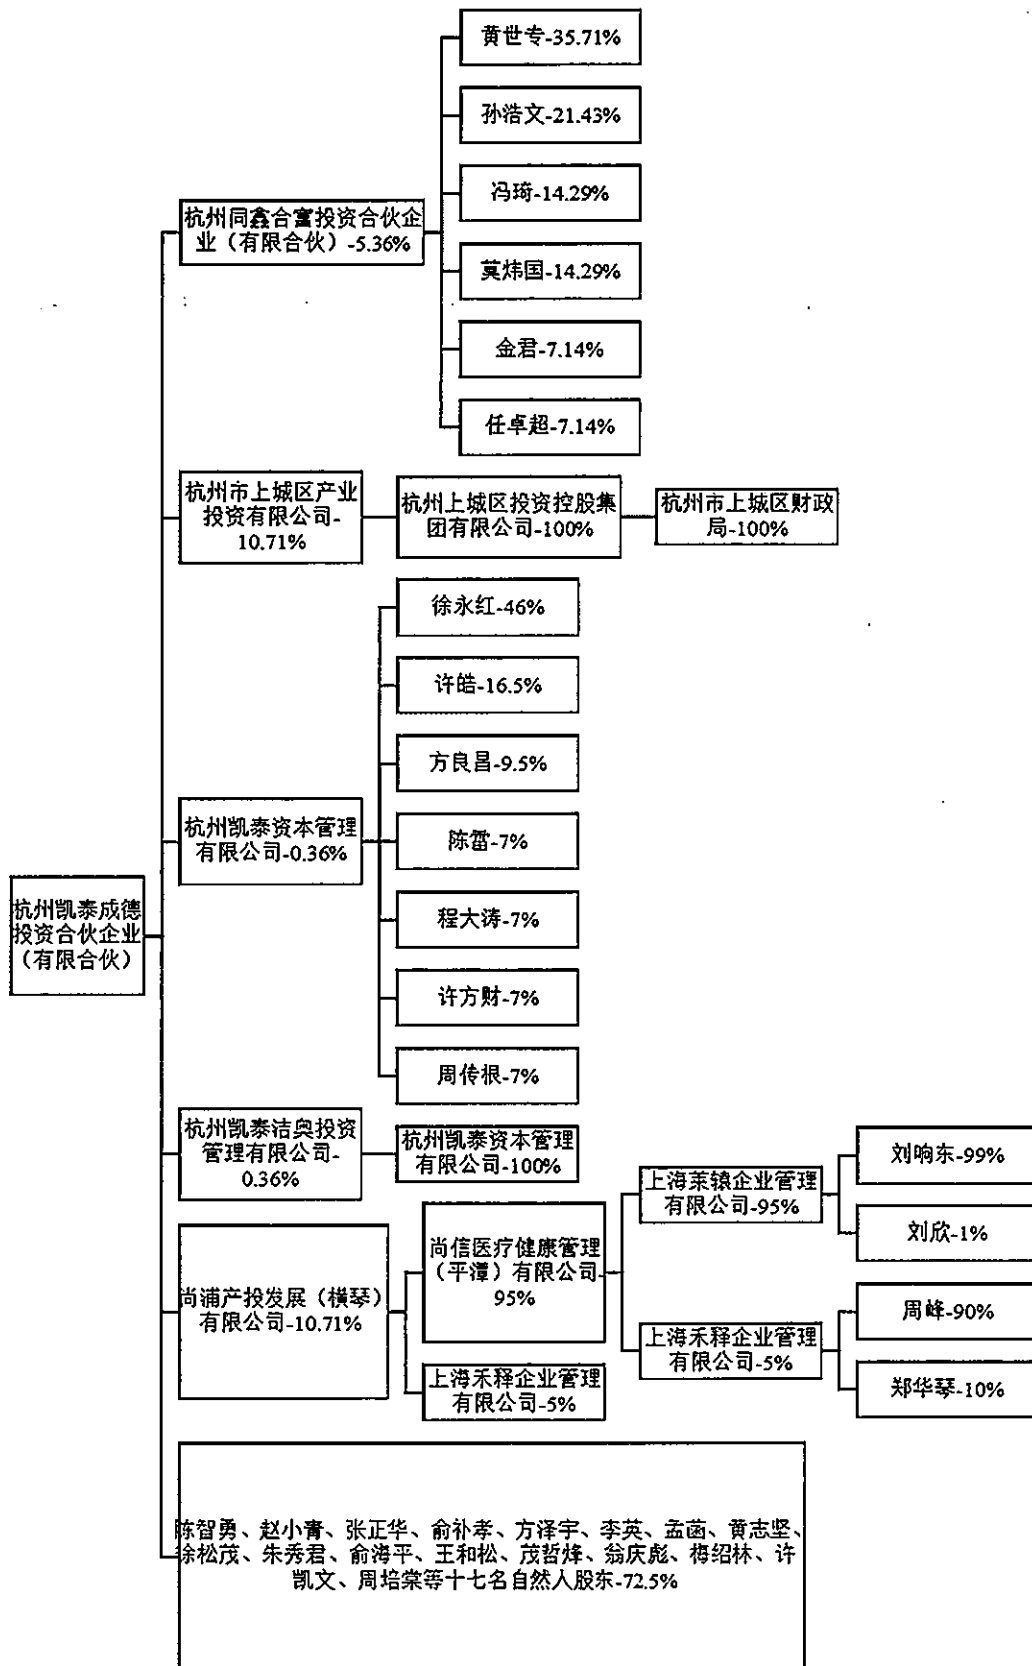 黄世专-35.71%
孙浩文-21.43%
冯琦-14.29%
莫炜国-14.29%
金君-7.14%
任卓超-7.14%
杭州同鑫合富投资合伙企
业（有限合伙）-5.36%
杭州市上城区产业
投资有限公司-
10.71%
杭州上城区投资控股集
团有限公司-100%
杭州市上城区财政
局-100%
徐永红-46%
许皓-16.5%
方良昌-9.5%
陈雷-7%
程大涛-7%
许方财-7%
周传根-7%
杭州凯泰资本管理
有限公司-0.36%
杭州凯泰成德
投资合伙企业
（有限合伙）
杭州凯泰洁奥投资
管理有限公司-
0.36%
杭州凯泰资本管理
有限公司-100%
尚浦产投发展（横琴）
有限公司-10.71%
尚信医疗健康管理
（平潭）有限公司-
95%
上海禾释企业管理
有限公司-5%
上海莱辕企业管理
有限公司-95%
上海禾释企业管理
有限公司-5%
刘响东-99%
刘欣-1%
周峰-90%
郑华琴-10%
陈智勇、赵小青、张正华、俞补孝、方泽宇、李英、孟菡、黄志坚、
徐松茂、朱秀君、俞海平、王和松、茂哲烽、翁庆彪、梅绍林、许
凯文、周培棠等十七名自然人股东-72.5%